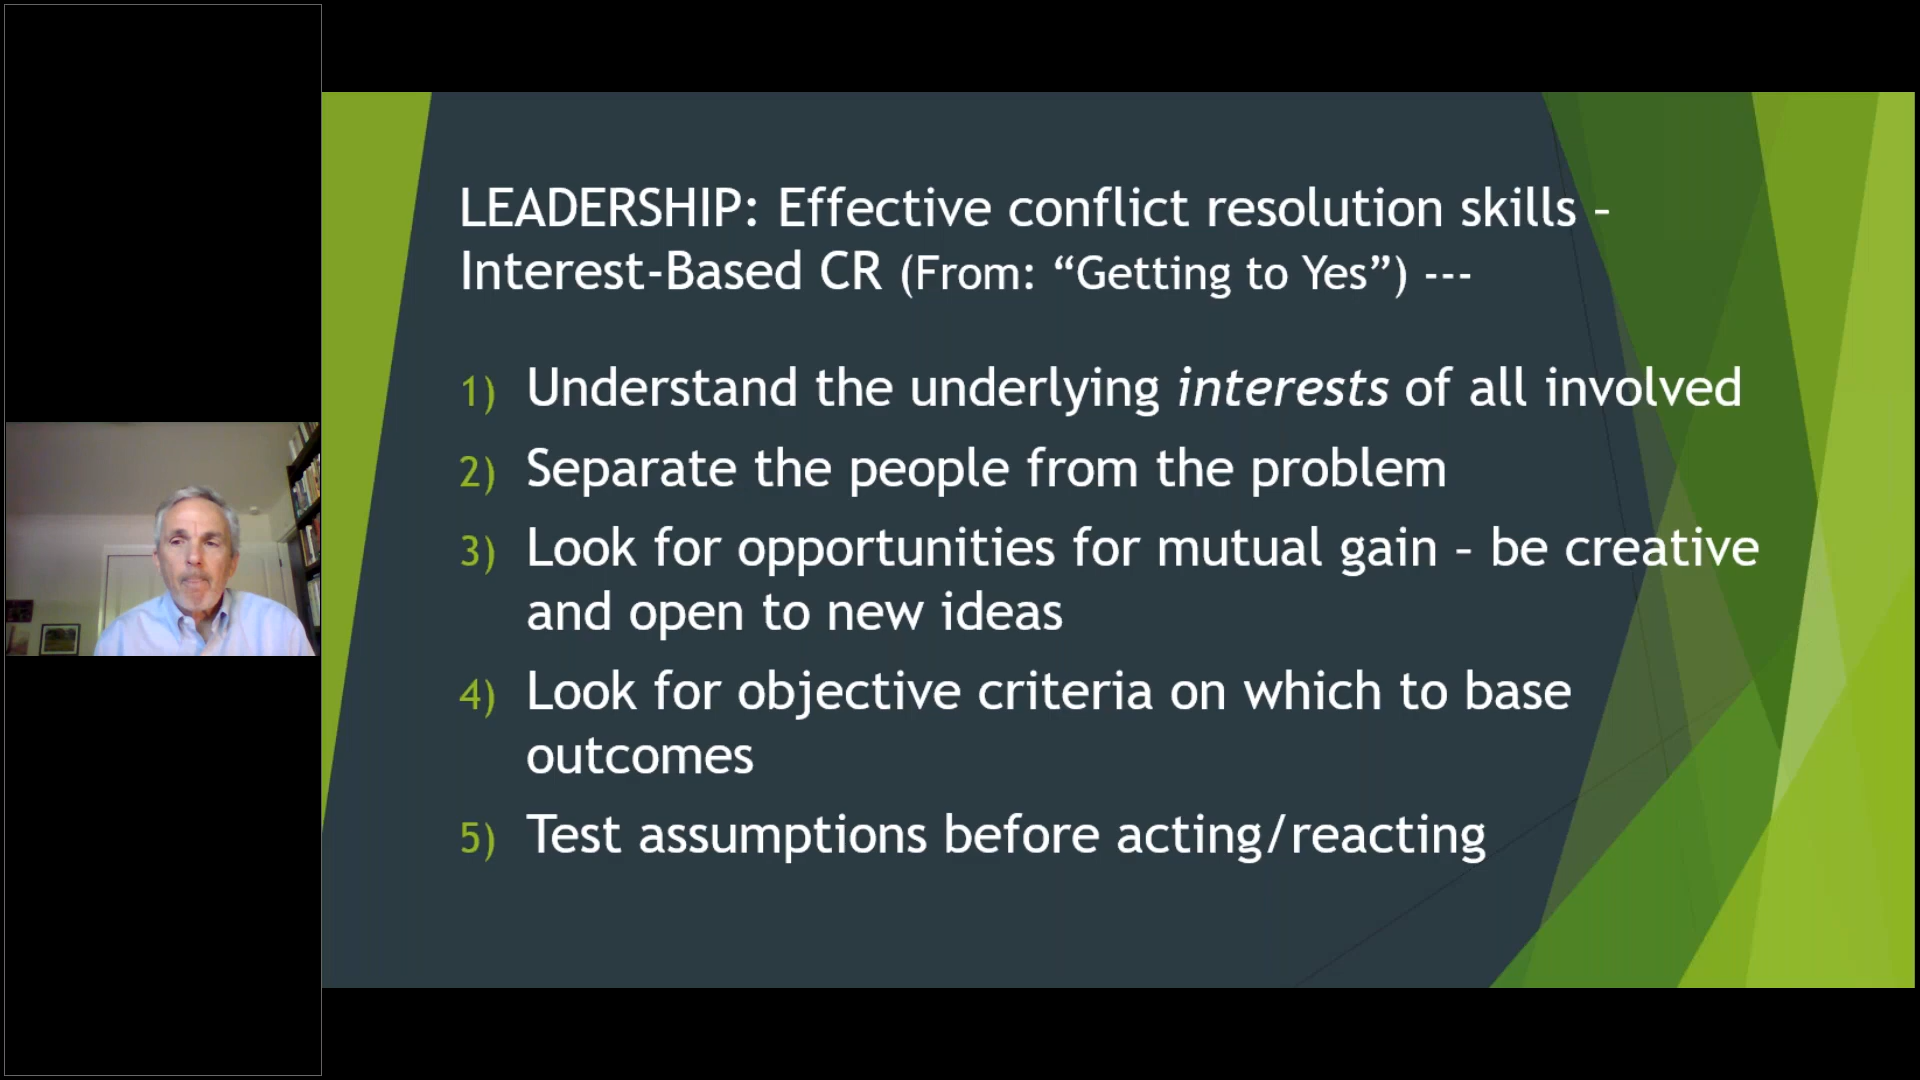 LEADERSHIP: Effective conflict resolution skills –
Interest-Based CR (From: “Getting to Yes”) ---
1) Understand the underlying interests of all involved
2) Separate the people from the problem
3) Look for opportunities for mutual gain – be creative
and open to new ideas
4) Look for objective criteria on which to base
outcomes
5) Test assumptions before acting/reacting